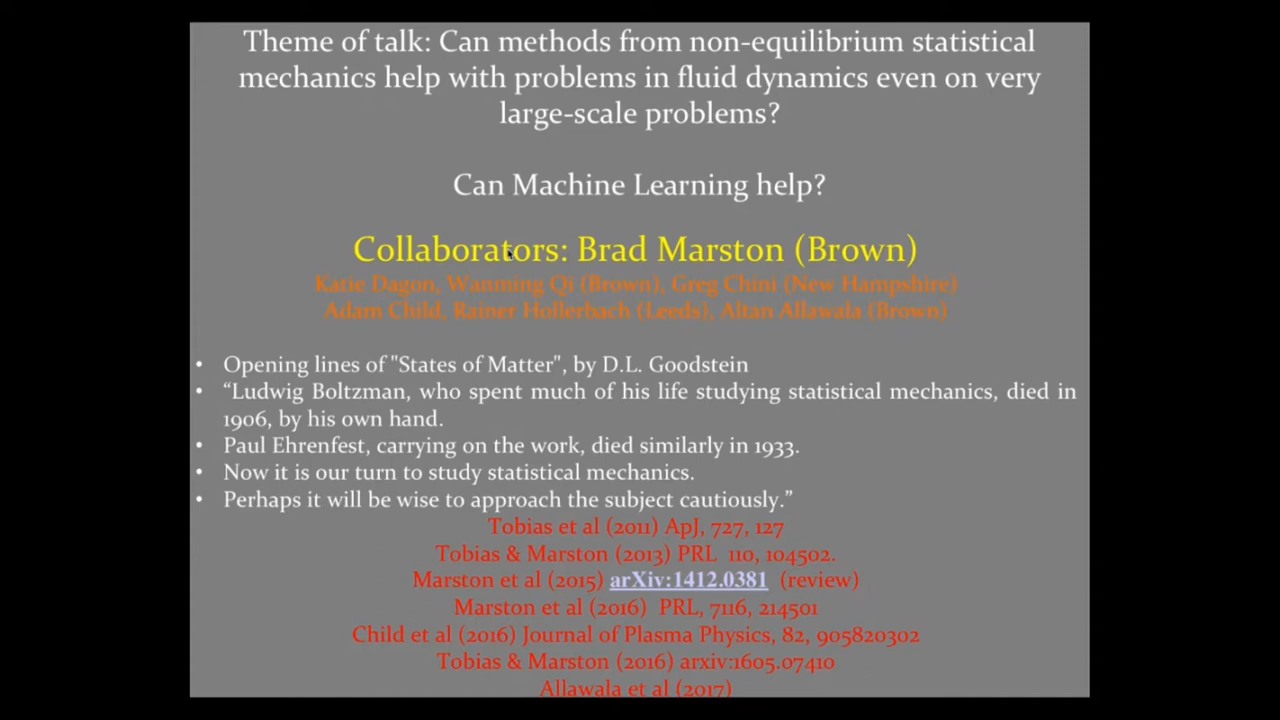 Theme of talk: Can methods from non-equilibrium statistical
mechanics help with problems in fluid dynamics even on very
large-scale problems?
Can Machine Learning help?
Collaborators: Brad Marston (Brown)
Katie Dagon, Wanming Qi (Brown), Greg Chini (New Hampshire)
Adam Child, Rainer Hollerbach (Leeds), Altan Allawala (Brown)
• Opening lines of "States of Matter", by D.L. Goodstein
• “Ludwig Boltzman, who spent much of his life studying statistical mechanics, died in
1906, by his own hand.
• Paul Ehrenfest, carrying on the work, died similarly in 1933.
• Now it is our turn to study statistical mechanics.
• Perhaps it will be wise to approach the subject cautiously.”
Tobias et al (2011) ApJ, 727, 127
Tobias & Marston (2013) PRL 110, 104502.
Marston et al (2015) arXiv:1412.0381 (review)
Marston et al (2016) PRL, 7116, 214501
Child et al (2016) Journal of Plasma Physics, 82, 905820302
Tobias & Marston (2016) arxiv:1605.07410
Allawala et al (2017)